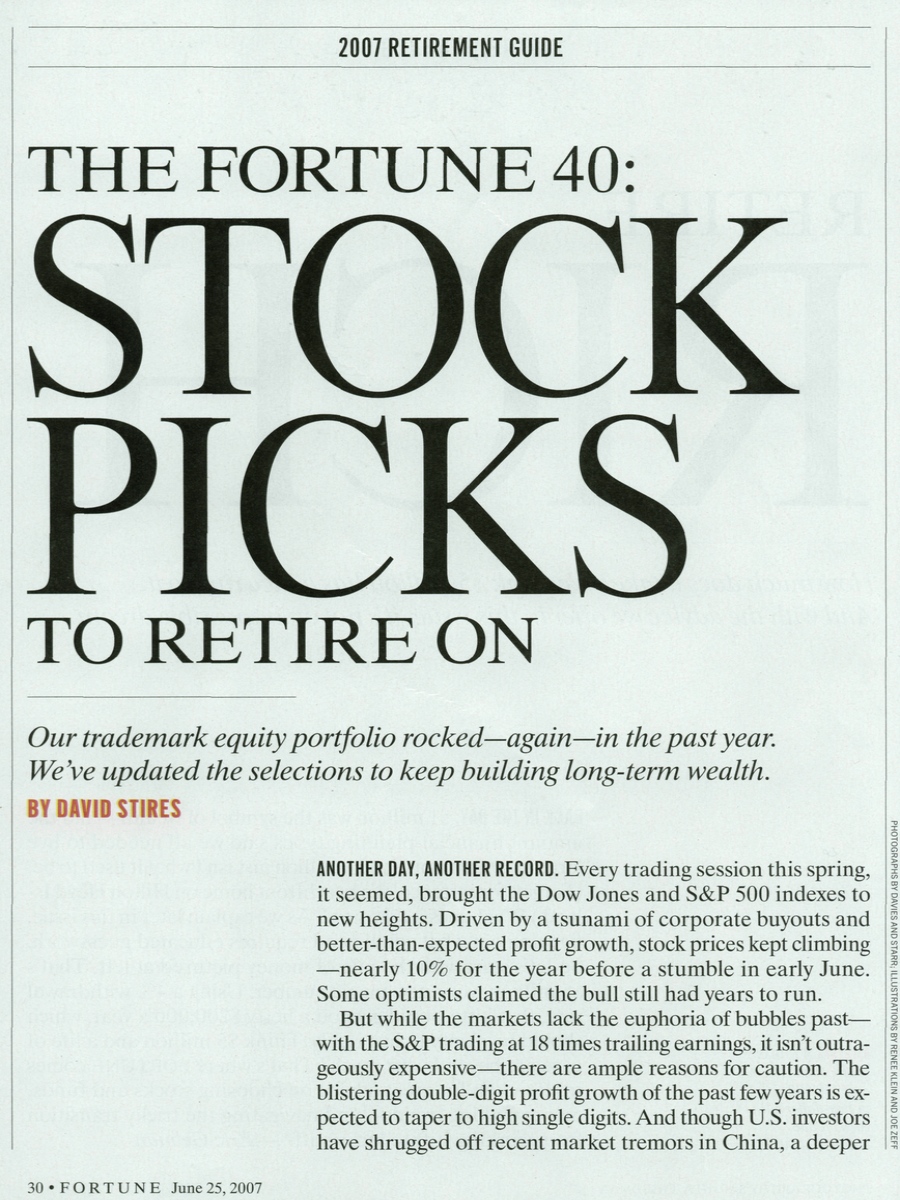 2007 RETIREMENT GUIDE
THE FORTUNE 40:
STOCK
PICKS
TO RETIRE ON
Our trademark equity portfolio rocked—again—in the past year.
We've updated the selections to keep building long-term wealth.
BY DAVID STIRES
ANOTHER DAY, ANOTHER RECORD. Every trading session this spring,
it seemed, brought the Dow Jones and S&P 500 indexes to
new heights. Driven by a tsunami of corporate buyouts and
better-than-expected profit growth, stock prices kept climbing
—nearly 10% for the year before a stumble in early June.
Some optimists claimed the bull still had years to run.
But while the markets lack the euphoria of bubbles past—
with the S&P trading at 18 times trailing earnings, it isn't outra-
geously expensive—there are ample reasons for caution. The
blistering double-digit profit growth of the past few years is ex-
pected to taper to high single digits. And though U.S. investors
have shrugged off recent market tremors in China, a deeper
PHOTOGRAPHS BY DAVIES AND STARR; ILLUSTRATIONS BY RENEE KLEIN AND JOE ZEFF
30 • FORTUNE June 25, 2007